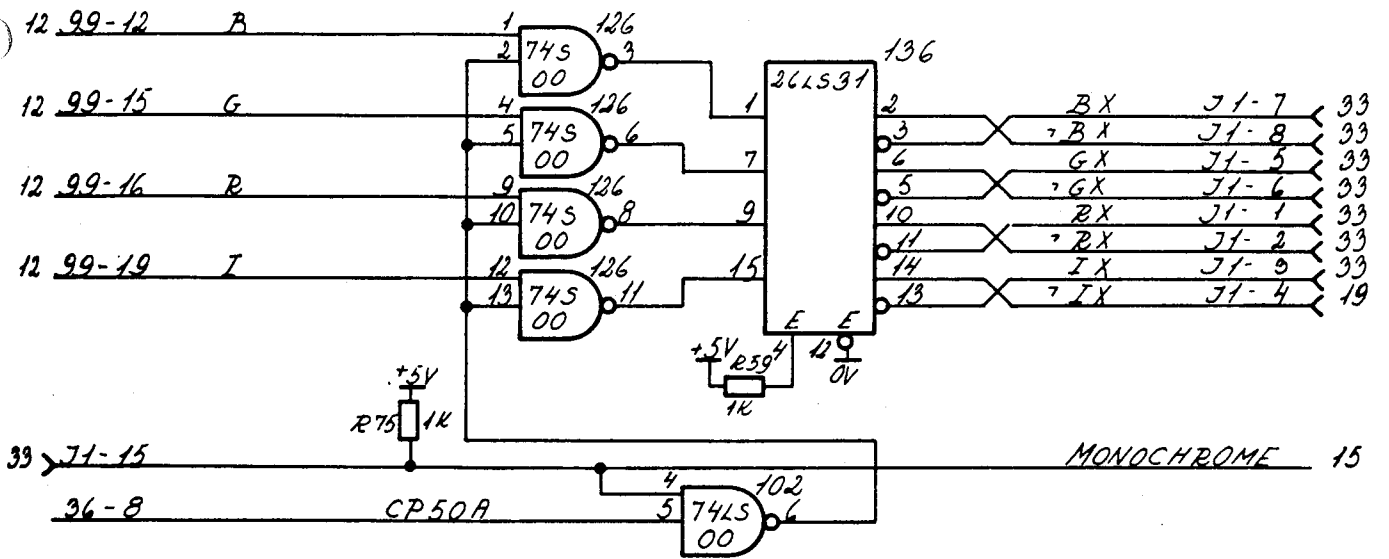 12 99-12 B 1 126
2 74S 00 3
136
26LS31
12 99-15 G 4 126 1 2 BX J1-7 33
5 74S 00 6 3 ¬BX J1-8 33
7 6 GX J1-5 33
12 99-16 R 9 126 5 ¬GX J1-6 33
10 74S 00 8 9 10 RX J1-1 33
11 ¬RX J1-2 33
12 99-19 I 12 126 15 14 IX J1-3 33
13 74S 00 11 13 ¬IX J1-4 19
E E
+5V R59 4 12
1K 0V
+5V
R75 1K
33 J1-15 MONOCHROME 15
4 102
36-8 CP50A 5 74LS 00 6